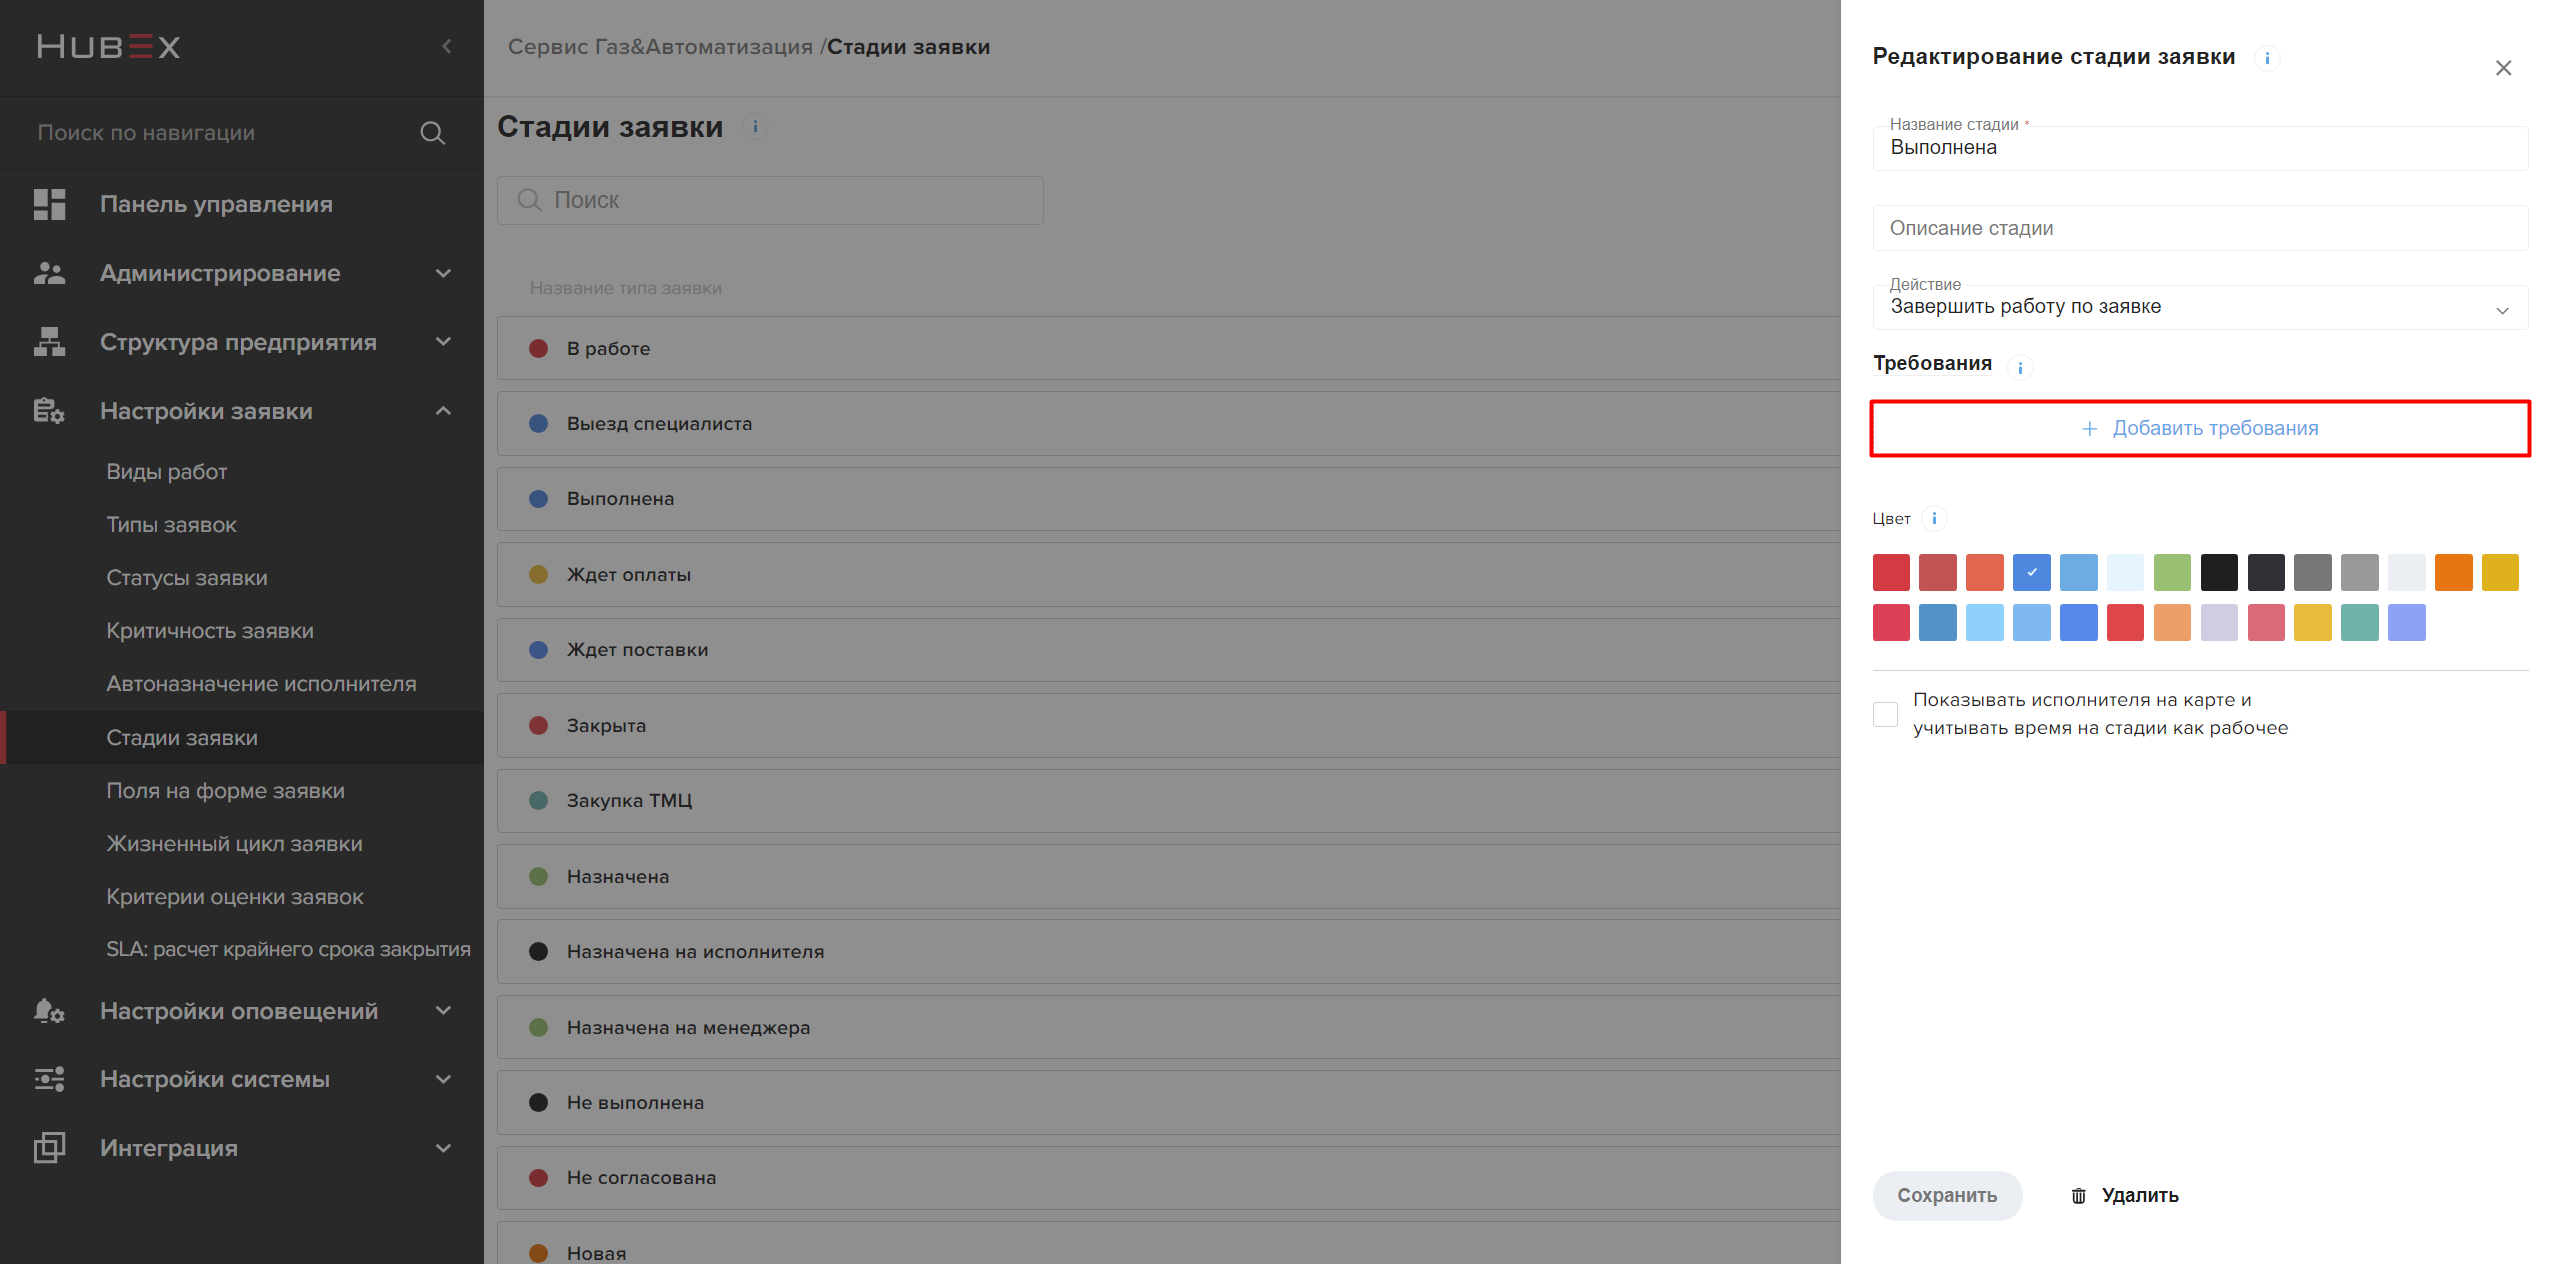 HUBEX
Поиск по навигации
Панель управления
Администрирование
Структура предприятия
Настройки заявки
Виды работ
Типы заявок
Статусы заявки
Критичность заявки
Автоназначение исполнителя
Стадии заявки
Поля на форме заявки
Жизненный цикл заявки
Критерии оценки заявок
SLA: расчет крайнего срока закрытия
Настройки оповещений
Настройки системы
Интеграция
Сервис Газ&Автоматизация /Стадии заявки
Стадии заявки
Поиск
Название типа заявки
В работе
Выезд специалиста
Выполнена
Ждет оплаты
Ждет поставки
Закрыта
Закупка ТМЦ
Назначена
Назначена на исполнителя
Назначена на менеджера
Не выполнена
Не согласована
Новая
Редактирование стадии заявки
Название стадии *
Выполнена
Описание стадии
Действие
Завершить работу по заявке
Требования
+ Добавить требования
Цвет
Показывать исполнителя на карте и
учитывать время на стадии как рабочее
Сохранить
Удалить